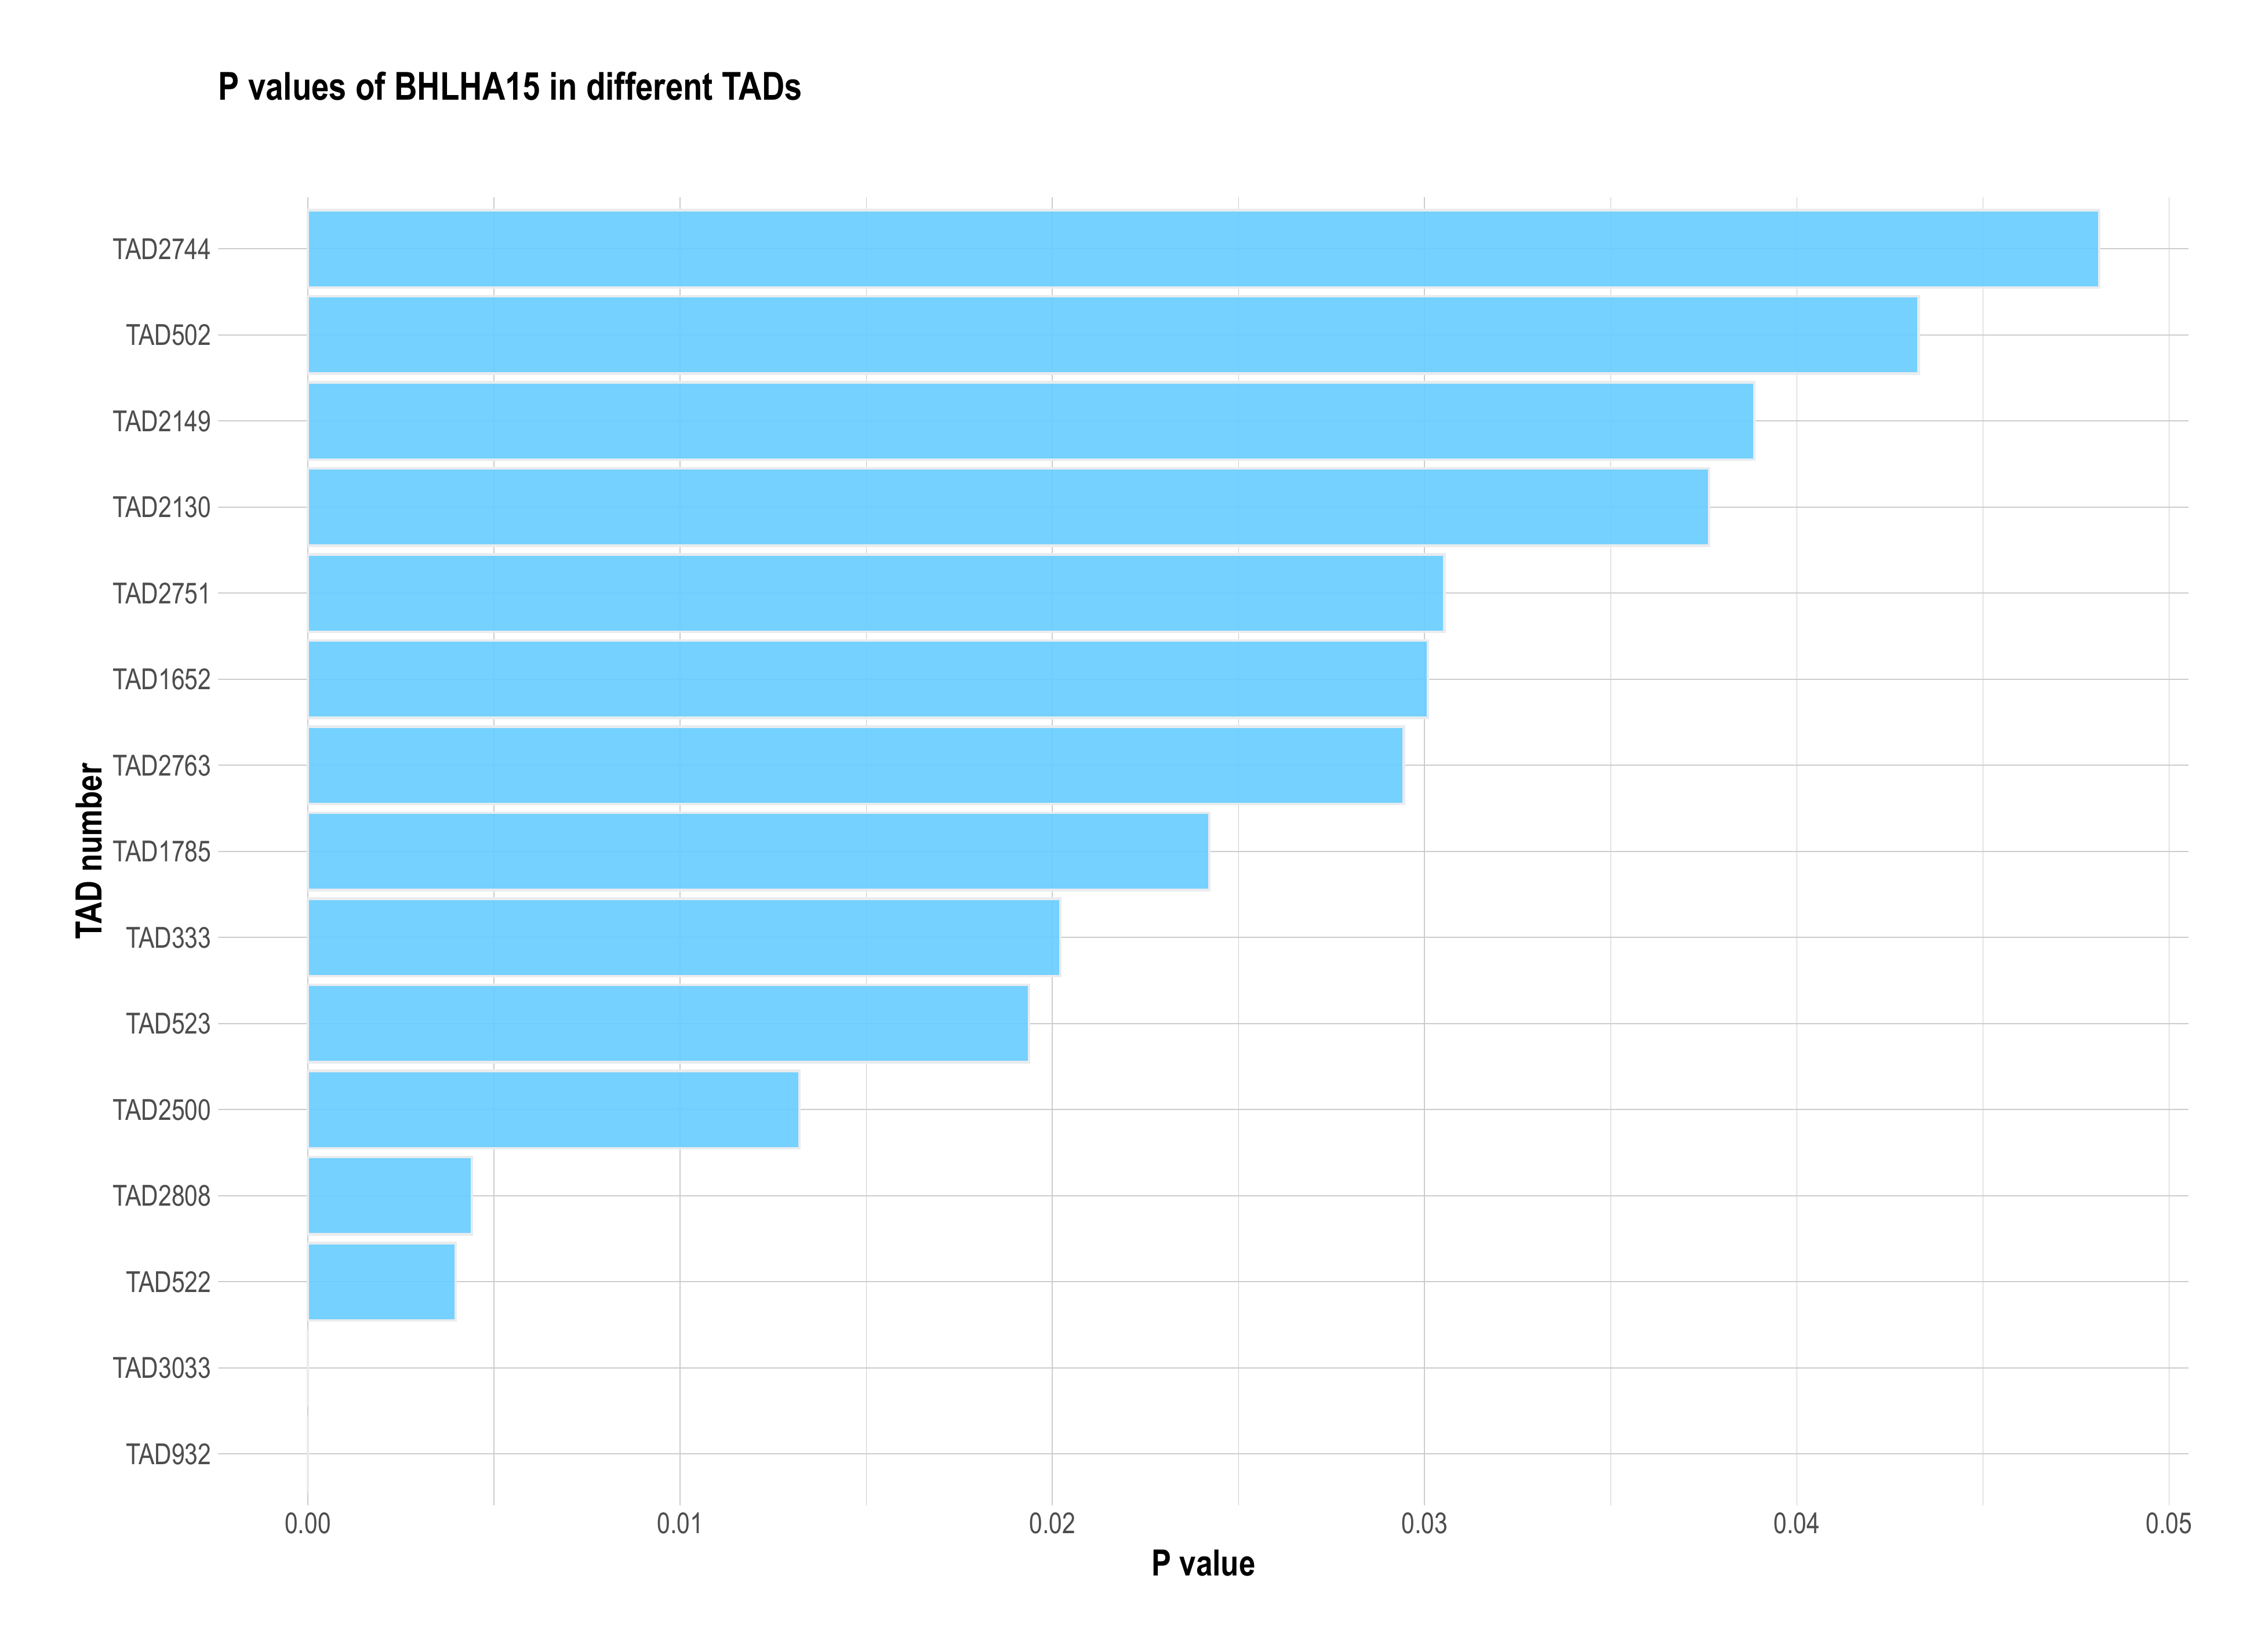 P values of BHLHA15 in different TADs
TAD number
TAD2744
TAD502
TAD2149
TAD2130
TAD2751
TAD1652
TAD2763
TAD1785
TAD333
TAD523
TAD2500
TAD2808
TAD522
TAD3033
TAD932
0.00 0.01 0.02 0.03 0.04 0.05
P value